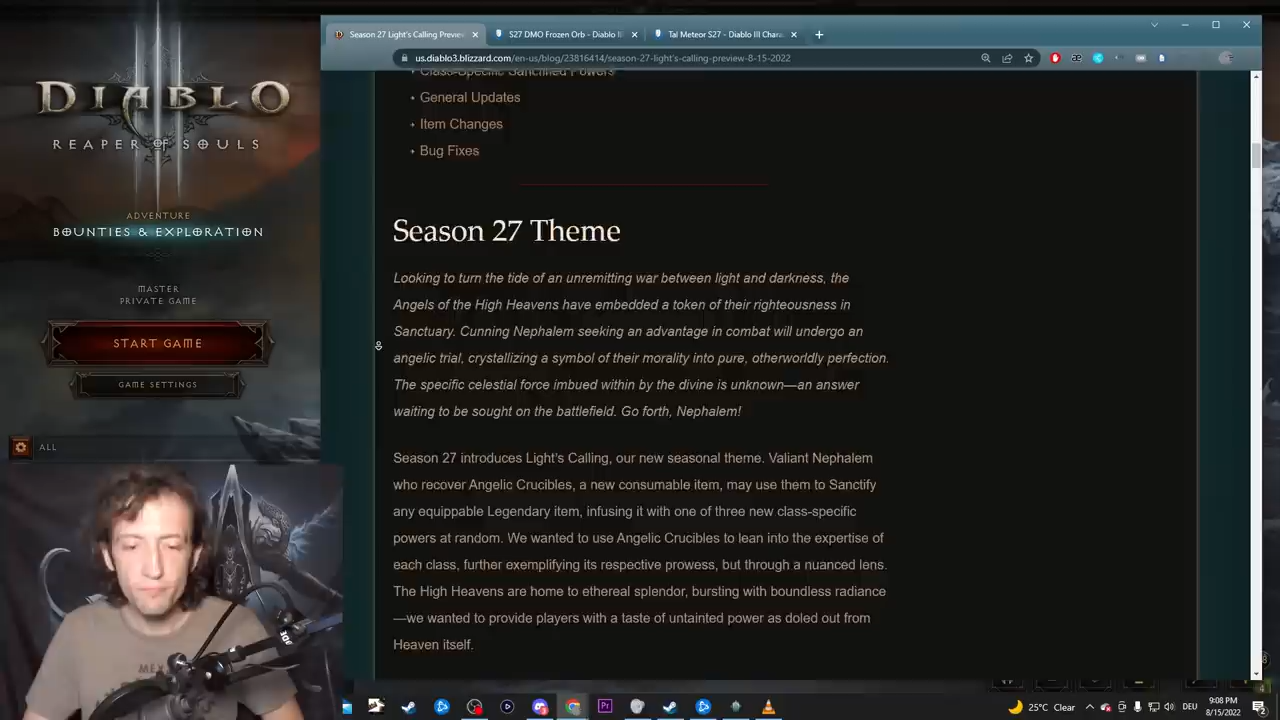 Season 27 Light's Calling Preview
S27 DMO Frozen Orb - Diablo II
Tal Meteor S27 - Diablo III Chara
us.diablo3.blizzard.com/en-us/blog/23816414/season-27-light's-calling-preview-8-15-2022
DIABLO
REAPER OF SOULS
ADVENTURE
BOUNTIES & EXPLORATION
MASTER
PRIVATE GAME
START GAME
GAME SETTINGS
ALL
Class-Specific Sanctified Powers
General Updates
Item Changes
Bug Fixes
Season 27 Theme
Looking to turn the tide of an unremitting war between light and darkness, the
Angels of the High Heavens have embedded a token of their righteousness in
Sanctuary. Cunning Nephalem seeking an advantage in combat will undergo an
angelic trial, crystallizing a symbol of their morality into pure, otherworldly perfection.
The specific celestial force imbued within by the divine is unknown—an answer
waiting to be sought on the battlefield. Go forth, Nephalem!
Season 27 introduces Light's Calling, our new seasonal theme. Valiant Nephalem
who recover Angelic Crucibles, a new consumable item, may use them to Sanctify
any equippable Legendary item, infusing it with one of three new class-specific
powers at random. We wanted to use Angelic Crucibles to lean into the expertise of
each class, further exemplifying its respective prowess, but through a nuanced lens.
The High Heavens are home to ethereal splendor, bursting with boundless radiance
—we wanted to provide players with a taste of untainted power as doled out from
Heaven itself.
MEX
300
25°C Clear
DEU
9:08 PM
8/15/2022